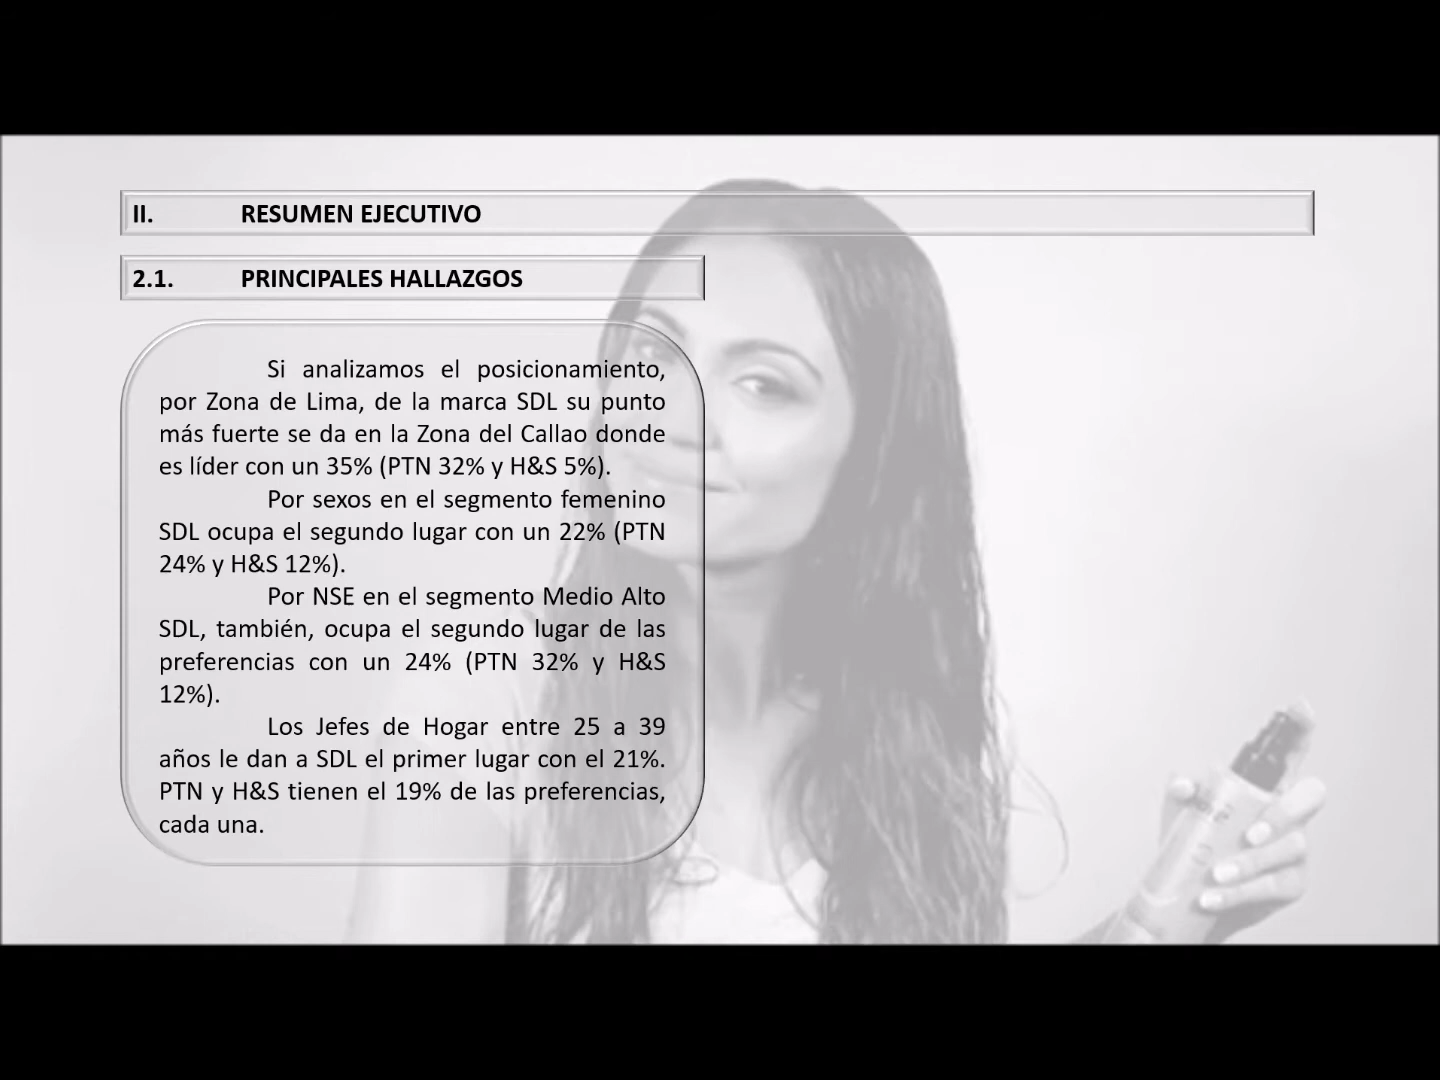 II. RESUMEN EJECUTIVO
2.1. PRINCIPALES HALLAZGOS
Si analizamos el posicionamiento,
por Zona de Lima, de la marca SDL su punto
más fuerte se da en la Zona del Callao donde
es líder con un 35% (PTN 32% y H&S 5%).
Por sexos en el segmento femenino
SDL ocupa el segundo lugar con un 22% (PTN
24% y H&S 12%).
Por NSE en el segmento Medio Alto
SDL, también, ocupa el segundo lugar de las
preferencias con un 24% (PTN 32% y H&S
12%).
Los Jefes de Hogar entre 25 a 39
años le dan a SDL el primer lugar con el 21%.
PTN y H&S tienen el 19% de las preferencias,
cada una.